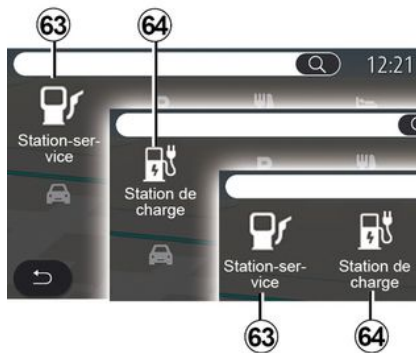 63
64
12:21
Station-ser-
vice
Station de
charge
Station-ser-
vice
Station de
charge
63
64